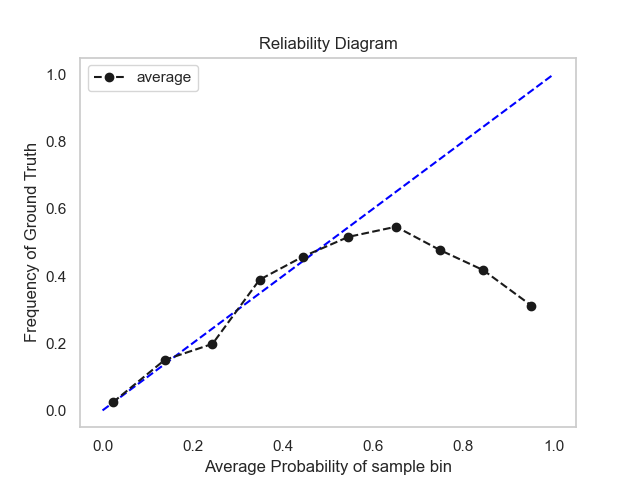 Reliability Diagram
average
1.0
0.8
0.6
0.4
0.2
0.0
Frequency of Ground Truth
0.0 0.2 0.4 0.6 0.8 1.0
Average Probability of sample bin